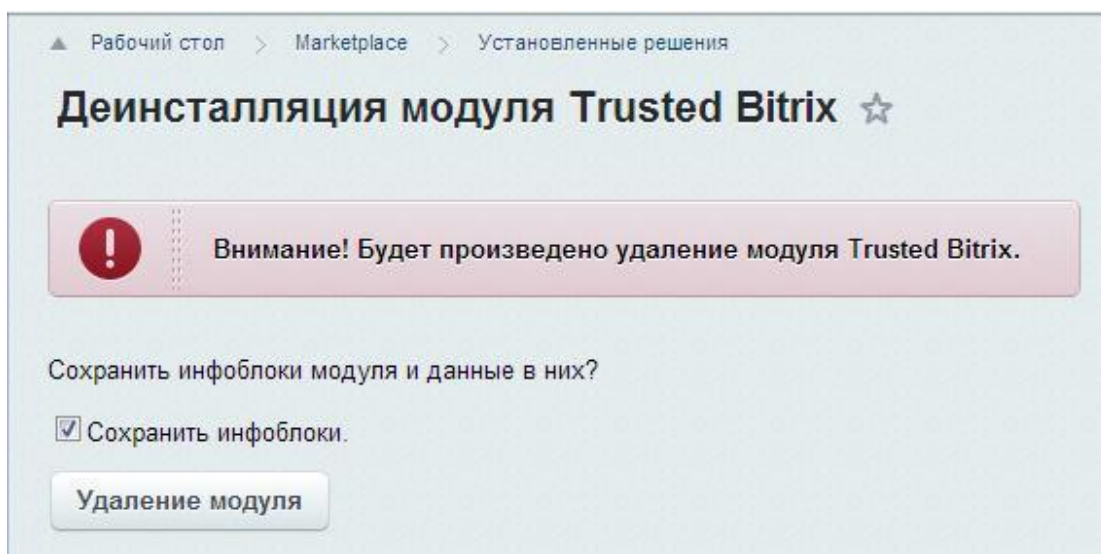 Рабочий стол > Marketplace > Установленные решения
Деинсталляция модуля Trusted Bitrix
Внимание! Будет произведено удаление модуля Trusted Bitrix.
Сохранить инфоблоки модуля и данные в них?
Сохранить инфоблоки.
Удаление модуля